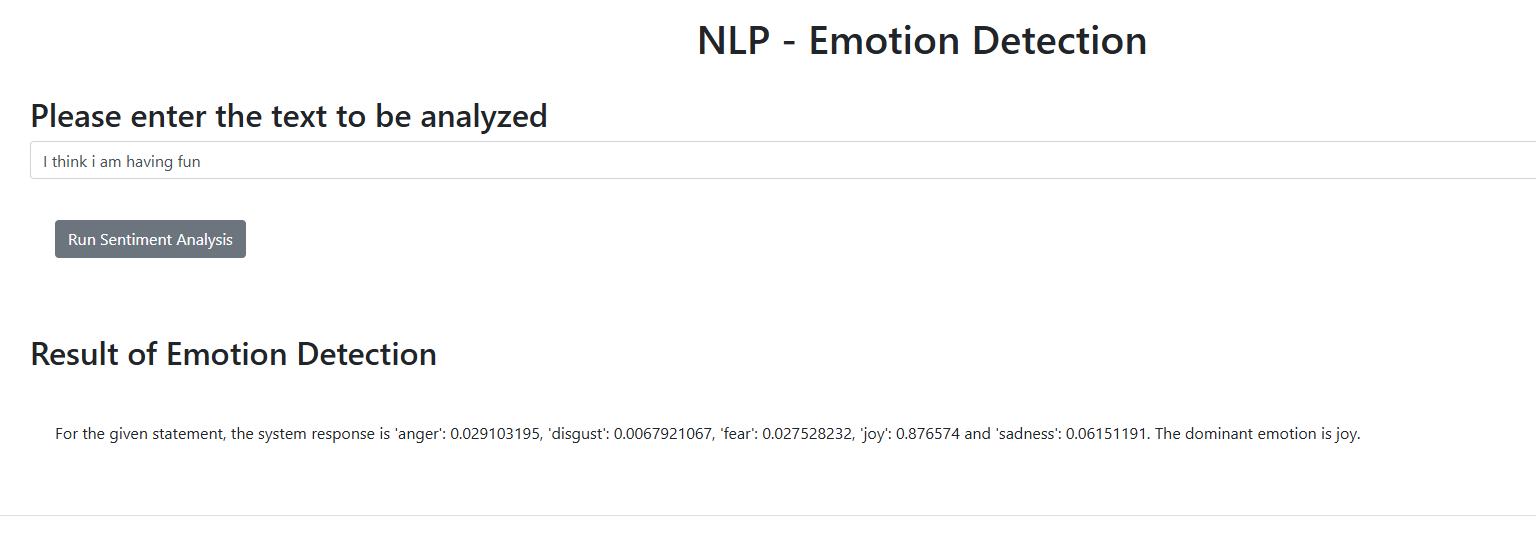 NLP - Emotion Detection
Please enter the text to be analyzed
I think i am having fun
Run Sentiment Analysis
Result of Emotion Detection
For the given statement, the system response is 'anger': 0.029103195, 'disgust': 0.0067921067, 'fear': 0.027528232, 'joy': 0.876574 and 'sadness': 0.06151191. The dominant emotion is joy.